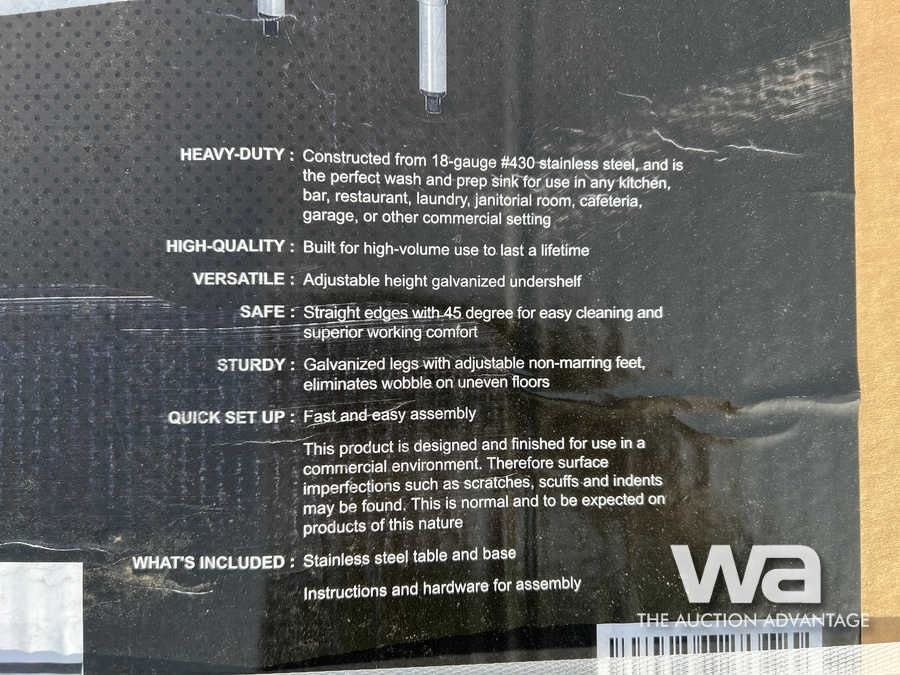 HEAVY-DUTY : Constructed from 18-gauge #430 stainless steel, and is
the perfect wash and prep sink for use in any kitchen,
bar, restaurant, laundry, janitorial room, cafeteria,
garage, or other commercial setting
HIGH-QUALITY : Built for high-volume use to last a lifetime
VERSATILE : Adjustable height galvanized undershelf
SAFE : Straight edges with 45 degree for easy cleaning and
superior working comfort
STURDY : Galvanized legs with adjustable non-marring feet,
eliminates wobble on uneven floors
QUICK SET UP : Fast and easy assembly
This product is designed and finished for use in a
commercial environment. Therefore surface
imperfections such as scratches, scuffs and indents
may be found. This is normal and to be expected on
products of this nature
WHAT'S INCLUDED : Stainless steel table and base
Instructions and hardware for assembly
wa
THE AUCTION ADVANTAGE